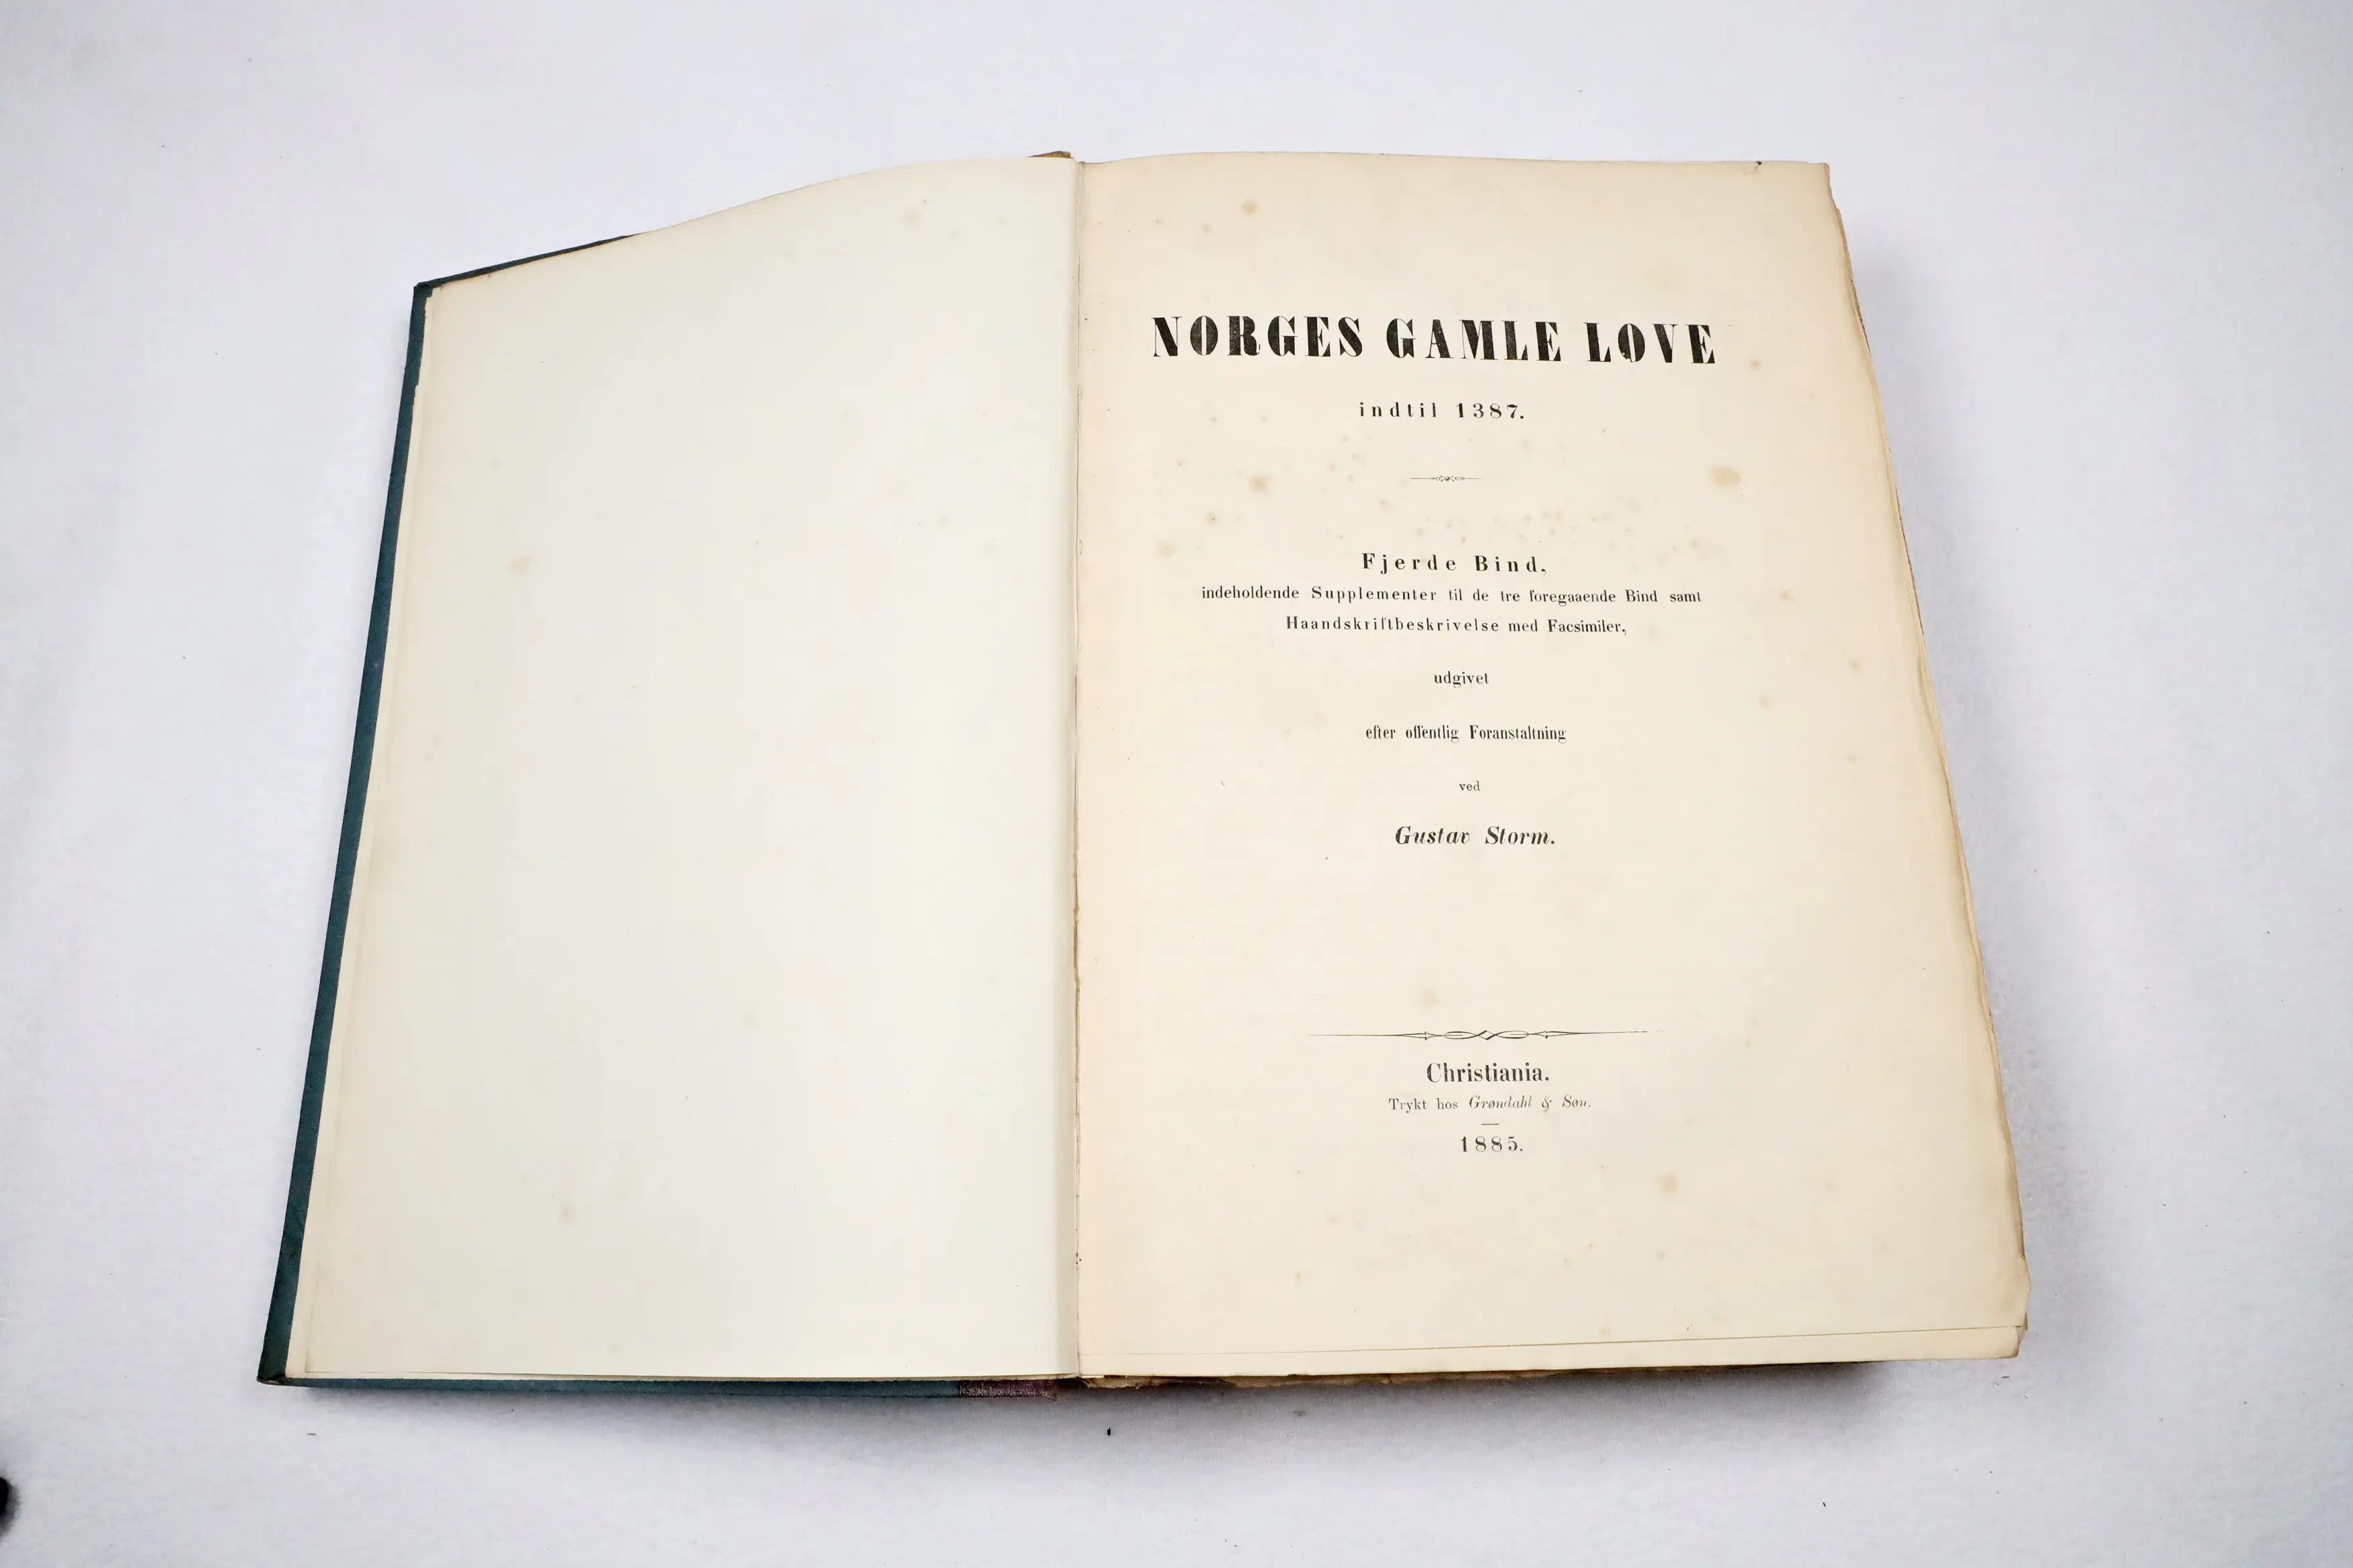 NORGES GAMLE LOVE
indtil 1387.
Fjerde Bind,
indeholdende Supplementer til de tre foregaaende Bind samt
Haandskriftbeskrivelse med Facsimiler,
udgivet
efter offentlig Foranstaltning
ved
Gustav Storm.
Christiania.
Trykt hos Grøndahl & Søn.
1885.